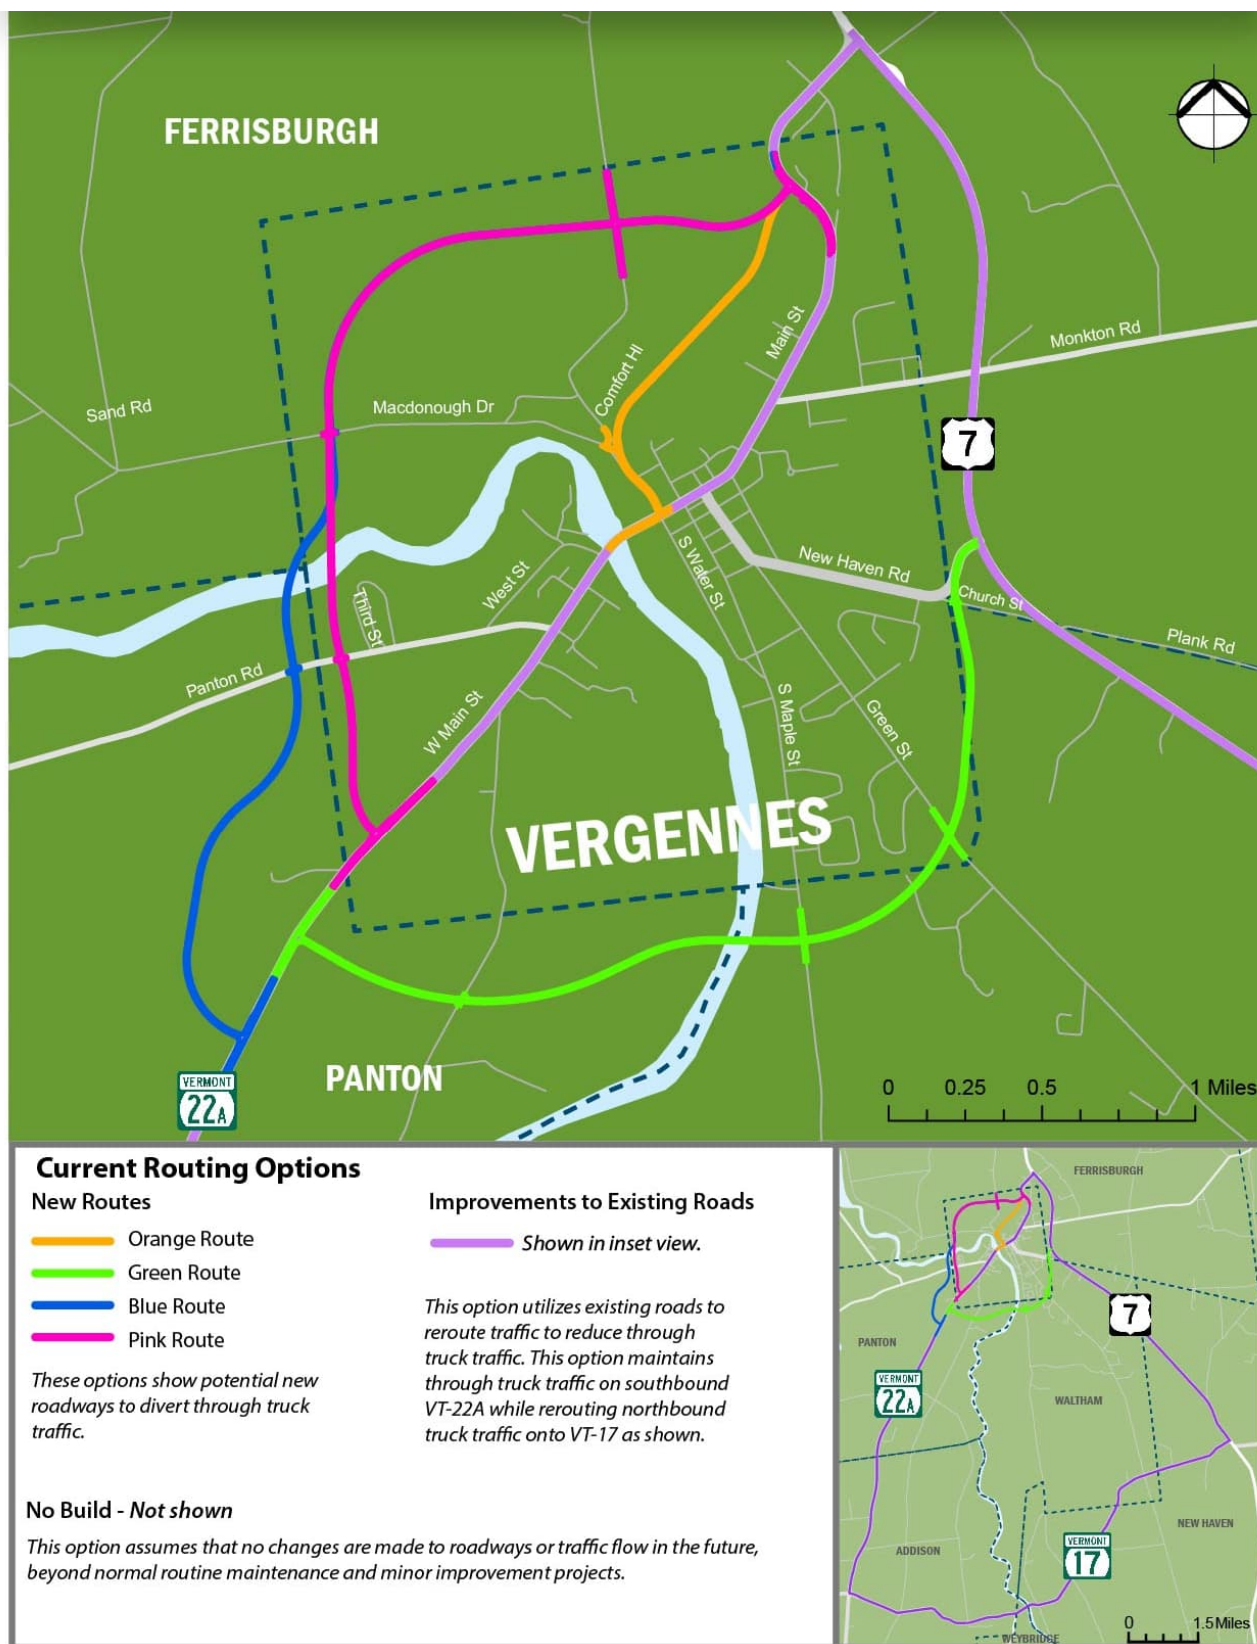 FERRISBURGH
Main St
Monkton Rd
Comfort Hl
Sand Rd
Macdonough Dr
7
S Water St
New Haven Rd
West St
Third St
Church St
Plank Rd
Panton Rd
W Main St
S Maple St
Green St
VERGENNES
PANTON
VERMONT
22A
0 0.25 0.5 1 Miles
Current Routing Options
New Routes
Orange Route
Green Route
Blue Route
Pink Route
These options show potential new
roadways to divert through truck
traffic.
Improvements to Existing Roads
Shown in inset view.
This option utilizes existing roads to
reroute traffic to reduce through
truck traffic. This option maintains
through truck traffic on southbound
VT-22A while rerouting northbound
truck traffic onto VT-17 as shown.
No Build - Not shown
This option assumes that no changes are made to roadways or traffic flow in the future,
beyond normal routine maintenance and minor improvement projects.
FERRISBURGH
7
PANTON
VERMONT
22A
WALTHAM
NEW HAVEN
ADDISON
VERMONT
17
0 1.5 Miles
WEYBRIDGE